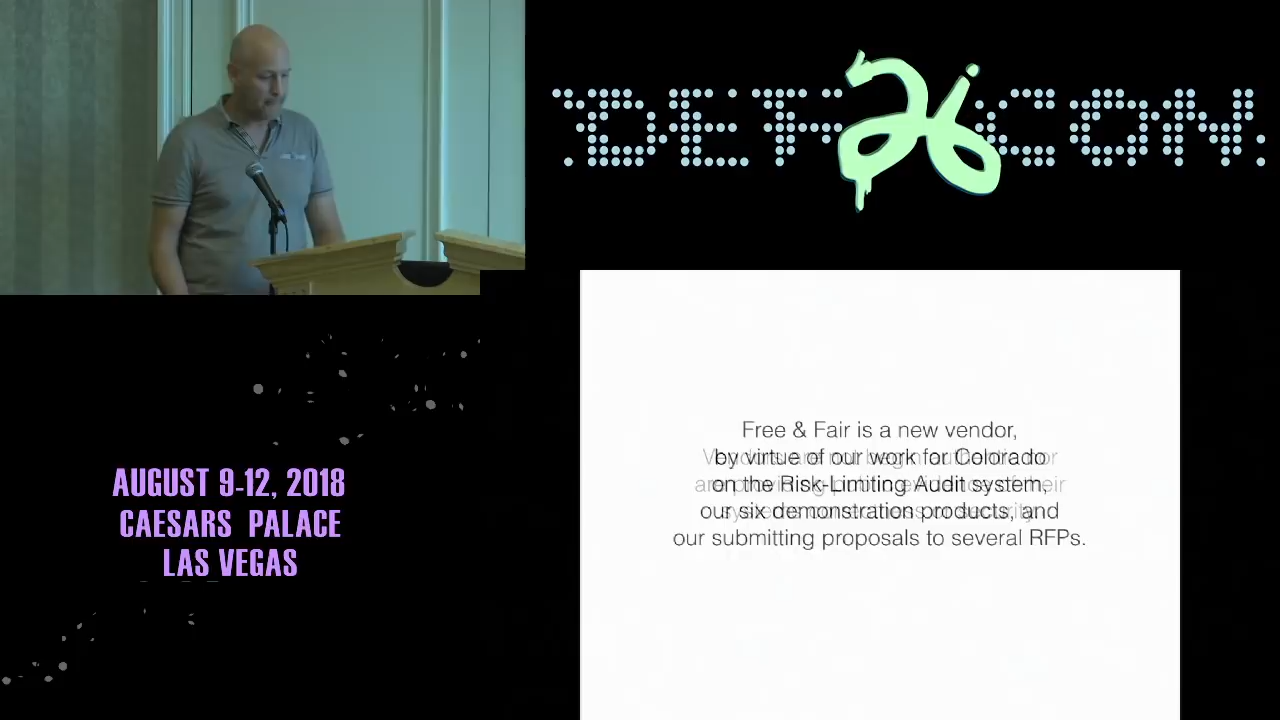 DEF 26 CON
AUGUST 9-12, 2018
CAESARS PALACE
LAS VEGAS
Free & Fair is a new vendor,
by virtue of our work for Colorado
on the Risk-Limiting Audit system,
our six demonstration products, and
our submitting proposals to several RFPs.